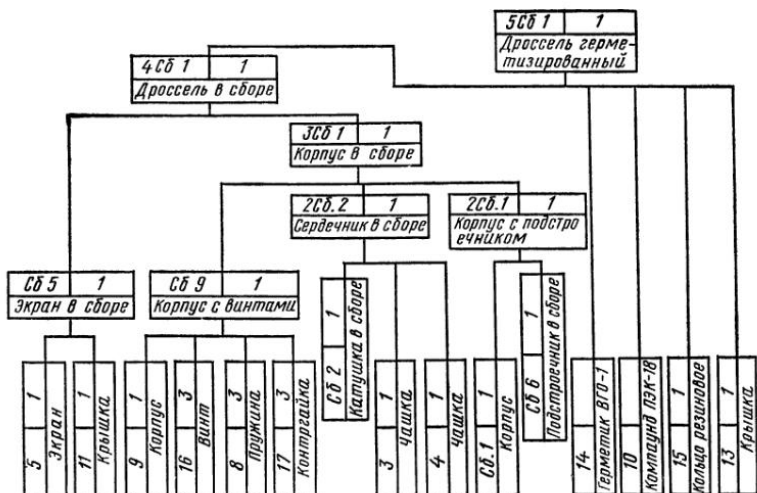 5Сб 1 1
Дроссель герме-
тизированный
4Сб 1 1
Дроссель в сборе
3Сб 1 1
Корпус в сборе
2Сб.2 1
Сердечник в сборе
2Сб.1 1
Корпус с подстро
ечником
Сб 5 1
Экран в сборе
Сб 9 1
Корпус с винтами
5 1
Экран
11 1
Крышка
9 1
Корпус
16 3
Винт
8 3
Пружина
17 3
Контргайка
Сб 2 1
Катушка в сборе
3 1
Чашка
4 1
Чашка
Сб.1 1
Корпус
Сб 6 1
Подстроечник в сборе
14
Герметик ВГО-1
10
Компаунд ПЭК-18
15 1
Кольцо резиновое
13 1
Крышка